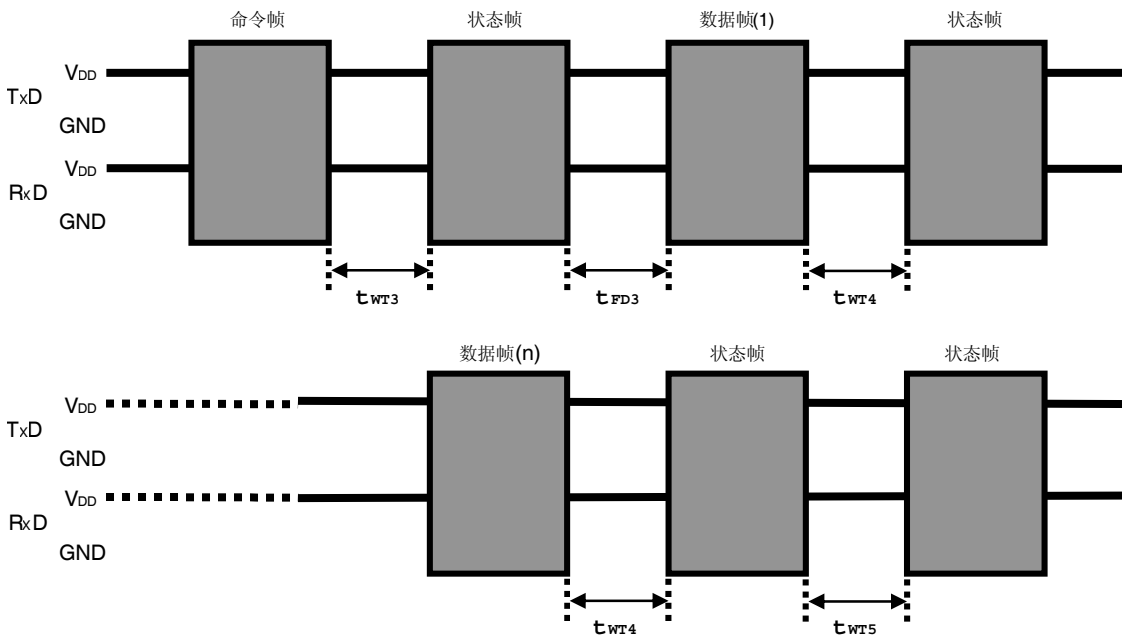 命令帧 状态帧 数据帧(1) 状态帧
VDD
TxD
GND
VDD
RxD
GND
tWT3 tFD3 tWT4
数据帧(n) 状态帧 状态帧
VDD
TxD
GND
VDD
RxD
GND
tWT4 tWT5